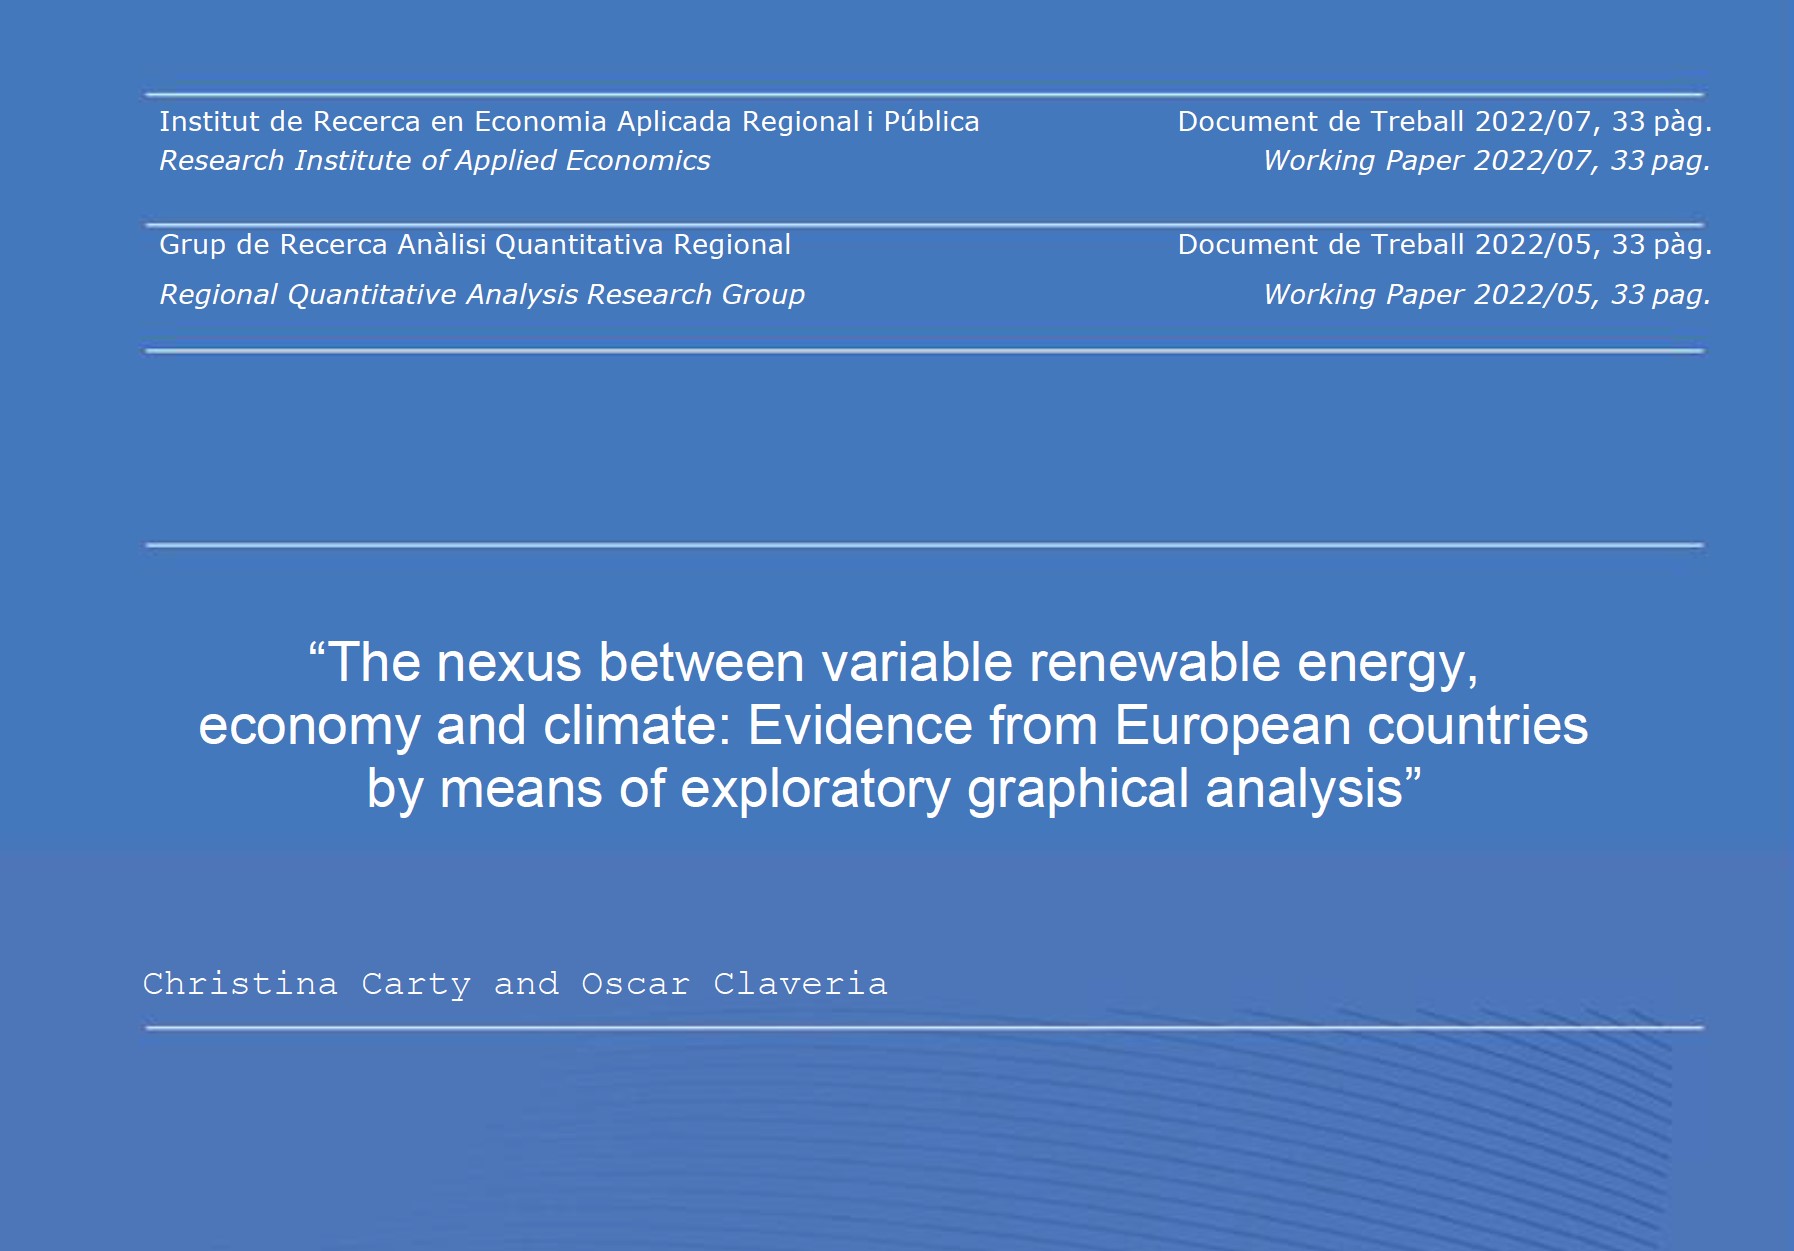 Institut de Recerca en Economia Aplicada Regional i Pública Document de Treball 2022/07, 33 pàg.
Research Institute of Applied Economics Working Paper 2022/07, 33 pag.
Grup de Recerca Anàlisi Quantitativa Regional Document de Treball 2022/05, 33 pàg.
Regional Quantitative Analysis Research Group Working Paper 2022/05, 33 pag.
“The nexus between variable renewable energy,
economy and climate: Evidence from European countries
by means of exploratory graphical analysis”
Christina Carty and Oscar Claveria